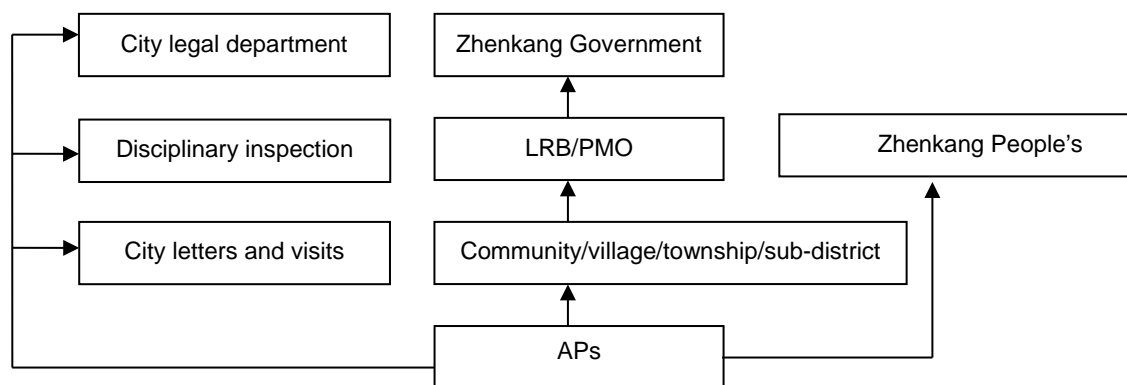 City legal department
Zhenkang Government
Disciplinary inspection
LRB/PMO
Zhenkang People's
City letters and visits
Community/village/township/sub-district
APs